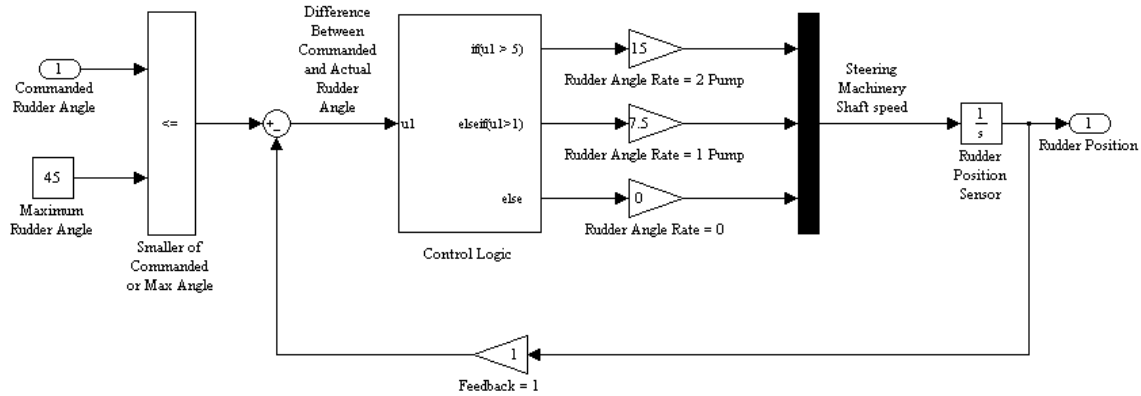 1
Commanded
Rudder Angle
45
Maximum
Rudder Angle
<=
Smaller of
Commanded
or Max Angle
+
−
Difference
Between
Commanded
and Actual
Rudder
Angle
u1
if(u1 > 5)
elseif(u1>1)
else
Control Logic
15
Rudder Angle Rate = 2 Pump
7.5
Rudder Angle Rate = 1 Pump
0
Rudder Angle Rate = 0
Steering
Machinery
Shaft speed
1
s
Rudder
Position
Sensor
1
Rudder Position
1
Feedback = 1